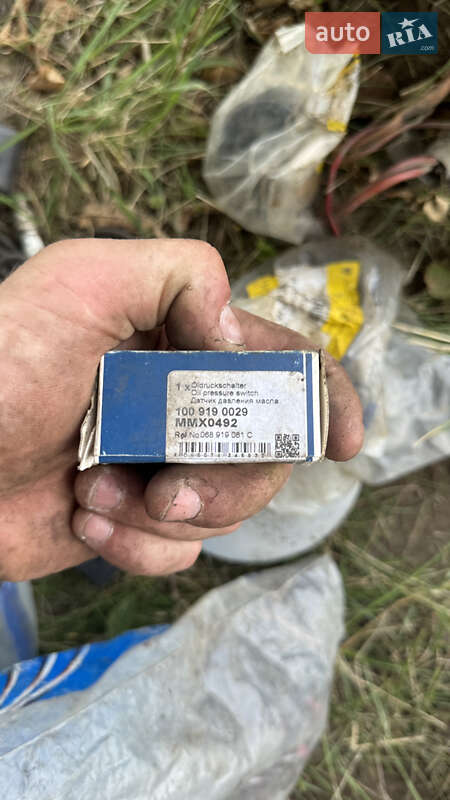 auto RIA .com
1 x Öldruckschalter
Oil pressure switch
Датчик давления масла
100 919 0029
MMX0492
Ref.No.068 919 081 C